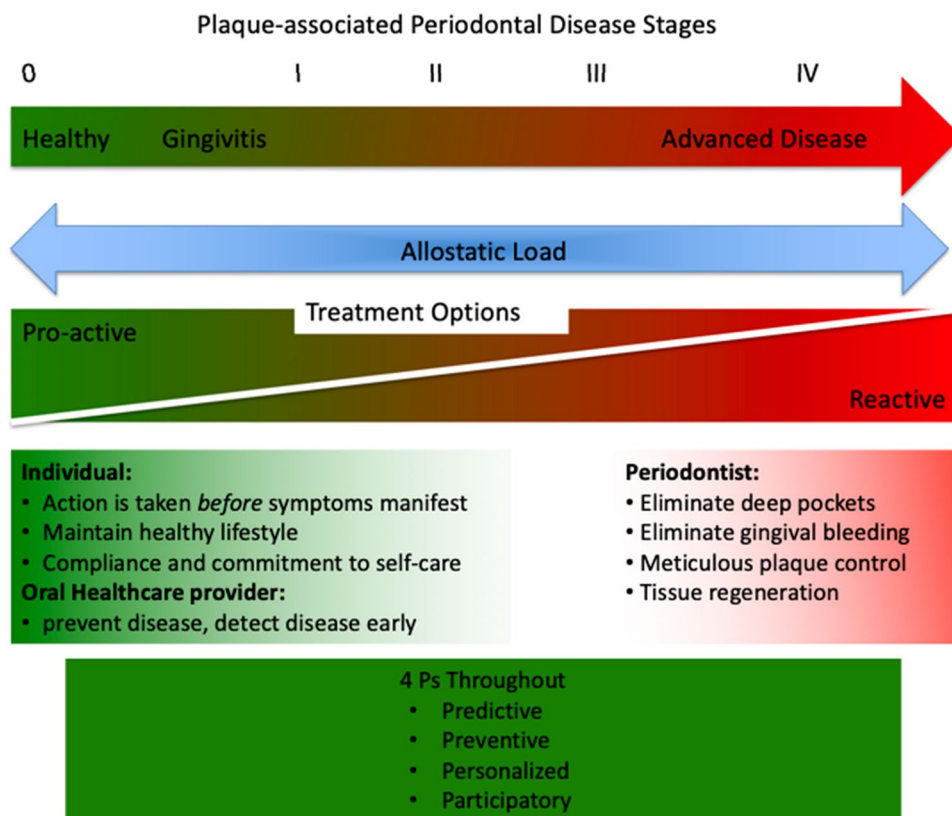 Plaque-associated Periodontal Disease Stages
0 I II III IV
Healthy Gingivitis Advanced Disease
Allostatic Load
Treatment Options
Pro-active
Reactive
Individual:
• Action is taken before symptoms manifest
• Maintain healthy lifestyle
• Compliance and commitment to self-care
Oral Healthcare provider:
• prevent disease, detect disease early
Periodontist:
• Eliminate deep pockets
• Eliminate gingival bleeding
• Meticulous plaque control
• Tissue regeneration
4 Ps Throughout
• Predictive
• Preventive
• Personalized
• Participatory